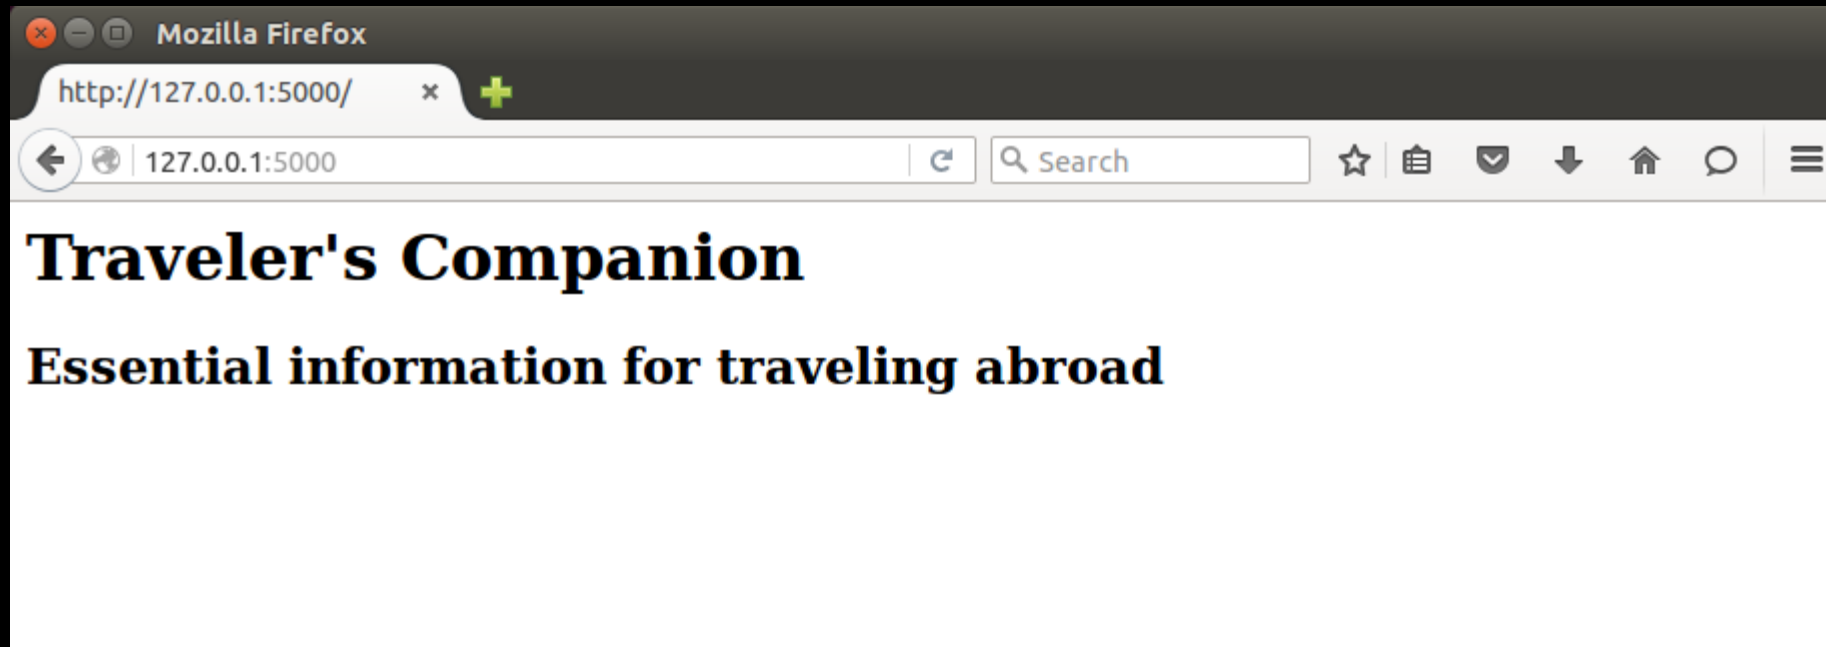 Mozilla Firefox
http://127.0.0.1:5000/
127.0.0.1:5000
Search
Traveler's Companion
Essential information for traveling abroad